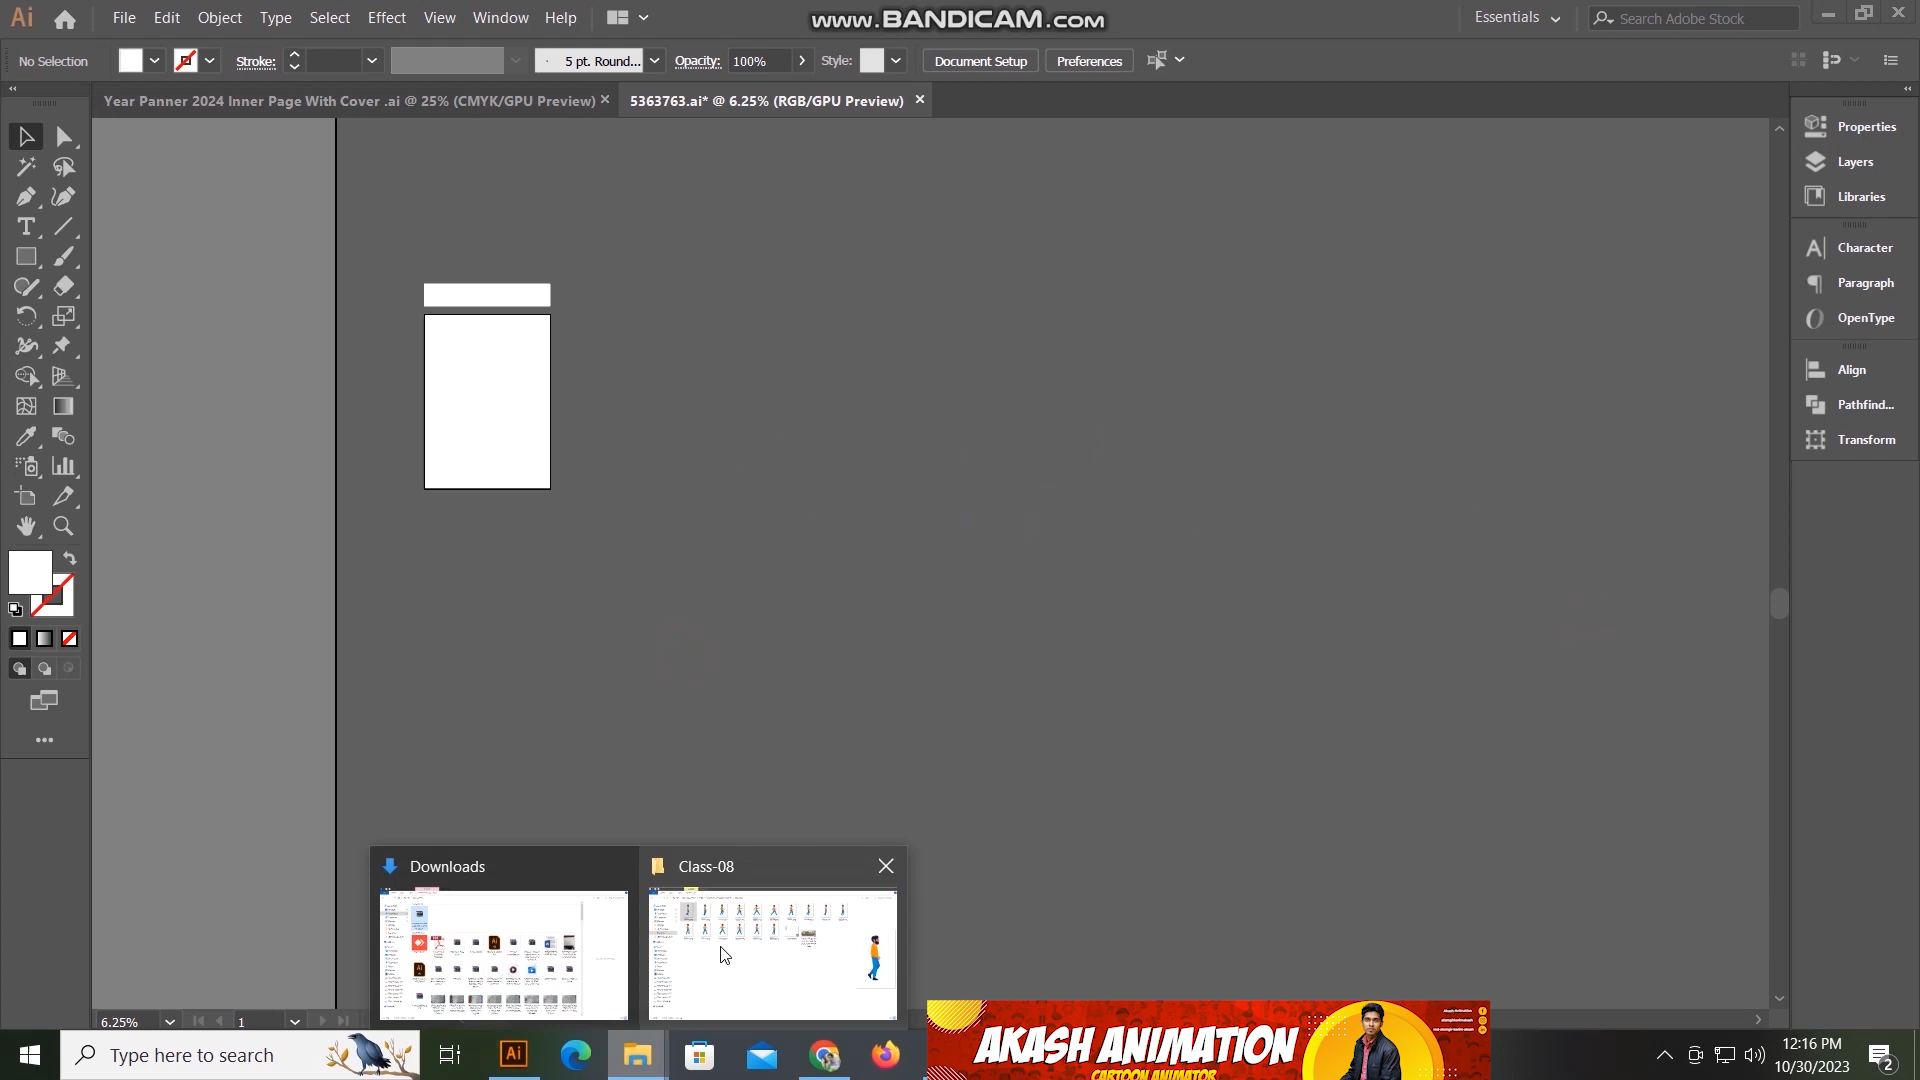 Ai File Edit Object Type Select Effect View Window Help
www.BANDICAM.com
Essentials
Search Adobe Stock
No Selection
Stroke:
5 pt. Round...
Opacity: 100%
Style:
Document Setup
Preferences
Year Panner 2024 Inner Page With Cover .ai @ 25% (CMYK/GPU Preview)
5363763.ai* @ 6.25% (RGB/GPU Preview)
Properties
Layers
Libraries
Character
Paragraph
OpenType
Align
Pathfind...
Transform
Downloads
Class-08
6.25%
1
Type here to search
Ai
AKASH ANIMATION
CARTOON ANIMATOR
12:16 PM
10/30/2023
2